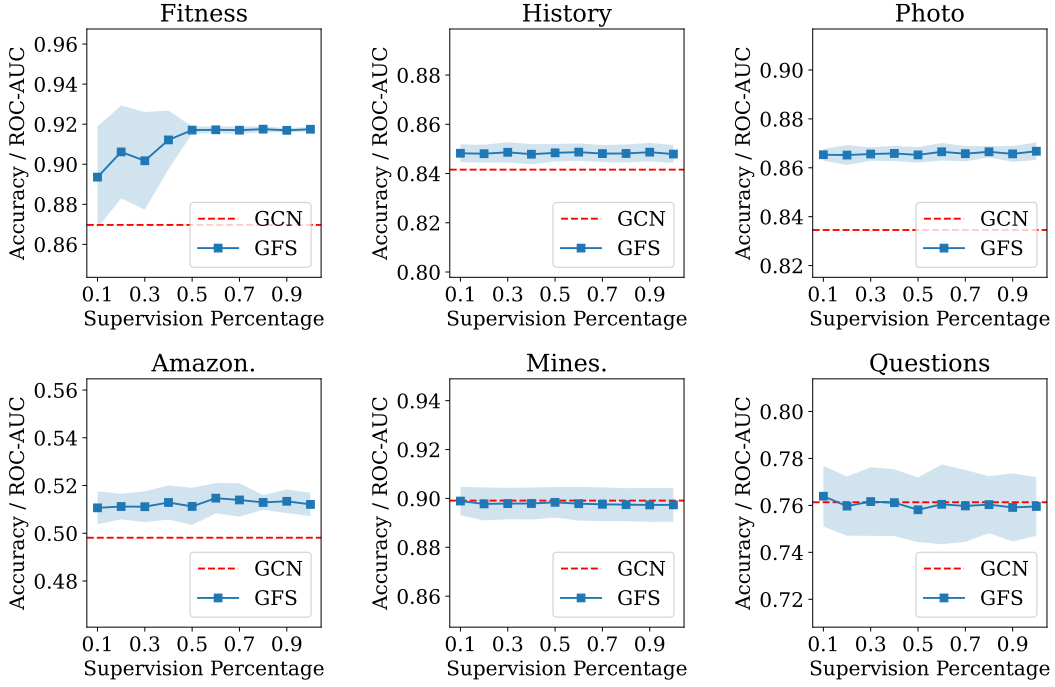 Fitness
Accuracy / ROC-AUC
0.96
0.94
0.92
0.90
0.88
0.86
GCN
GFS
0.1 0.3 0.5 0.7 0.9
Supervision Percentage
History
Accuracy / ROC-AUC
0.88
0.86
0.84
0.82
0.80
GCN
GFS
0.1 0.3 0.5 0.7 0.9
Supervision Percentage
Photo
Accuracy / ROC-AUC
0.90
0.88
0.86
0.84
0.82
GCN
GFS
0.1 0.3 0.5 0.7 0.9
Supervision Percentage
Amazon.
Accuracy / ROC-AUC
0.56
0.54
0.52
0.50
0.48
GCN
GFS
0.1 0.3 0.5 0.7 0.9
Supervision Percentage
Mines.
Accuracy / ROC-AUC
0.94
0.92
0.90
0.88
0.86
GCN
GFS
0.1 0.3 0.5 0.7 0.9
Supervision Percentage
Questions
Accuracy / ROC-AUC
0.80
0.78
0.76
0.74
0.72
GCN
GFS
0.1 0.3 0.5 0.7 0.9
Supervision Percentage